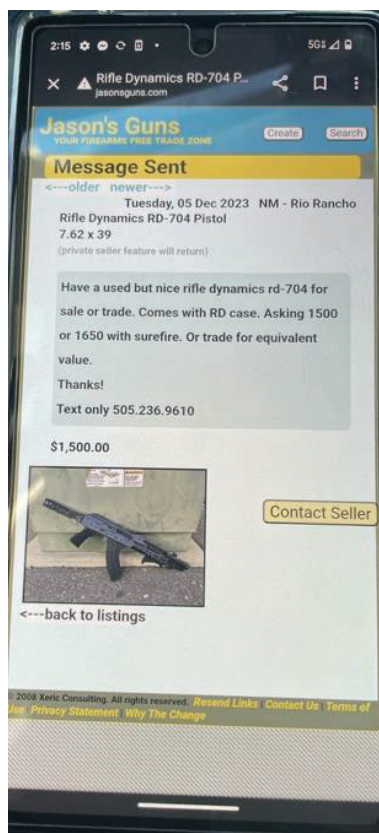 2:15
5G
Rifle Dynamics RD-704 P...
jasonsguns.com
Jason's Guns
YOUR FIREARMS FREE TRADE ZONE
Create
Search
Message Sent
<---older newer--->
Tuesday, 05 Dec 2023 NM - Rio Rancho
Rifle Dynamics RD-704 Pistol
7.62 x 39
(private seller feature will return)
Have a used but nice rifle dynamics rd-704 for
sale or trade. Comes with RD case. Asking 1500
or 1650 with surefire. Or trade for equivalent
value.
Thanks!
Text only 505.236.9610
$1,500.00
Contact Seller
<---back to listings
© 2008 Xeric Consulting. All rights reserved. Resend Links | Contact Us | Terms of
Use Privacy Statement | Why The Change